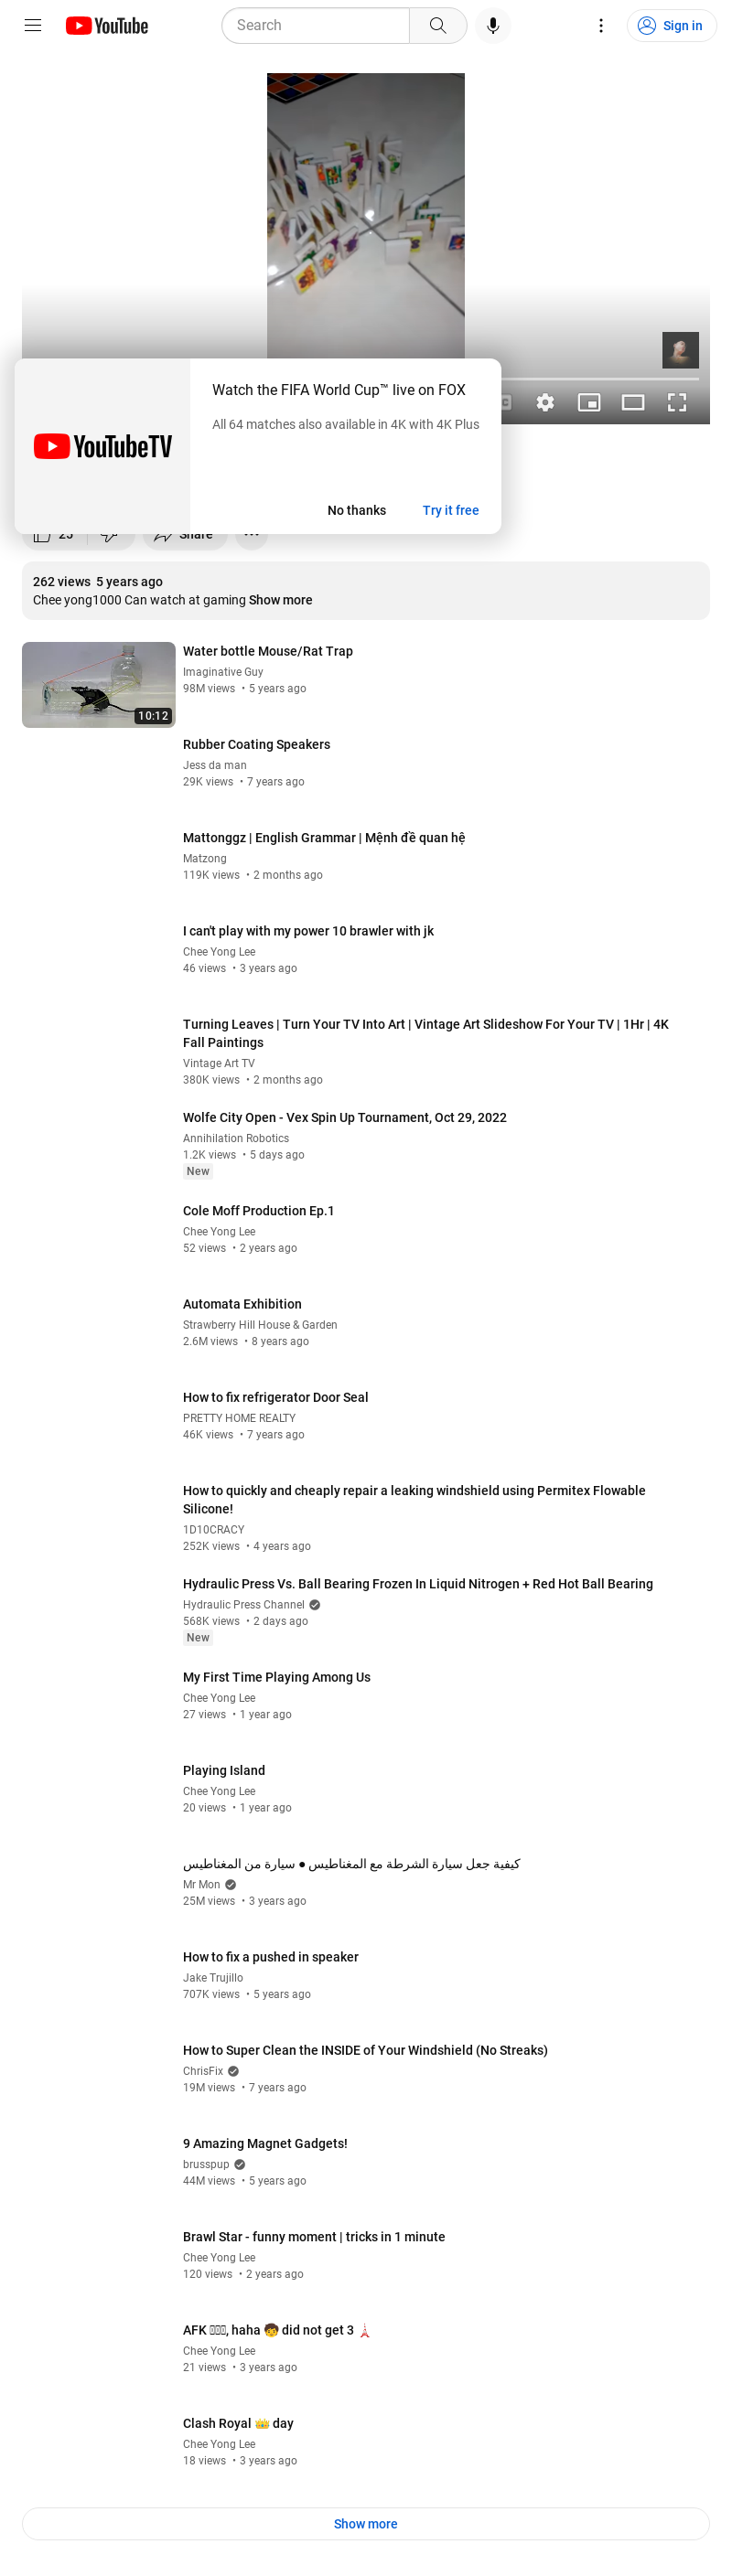 YouTube
Search
Sign in
Watch the FIFA World Cup™ live on FOX
All 64 matches also available in 4K with 4K Plus
YouTubeTV
No thanks
Try it free
25
Share
262 views 5 years ago
Chee yong1000 Can watch at gaming Show more
Water bottle Mouse/Rat Trap
Imaginative Guy
98M views • 5 years ago
10:12
Rubber Coating Speakers
Jess da man
29K views • 7 years ago
Mattonggz | English Grammar | Mệnh đề quan hệ
Matzong
119K views • 2 months ago
I can't play with my power 10 brawler with jk
Chee Yong Lee
46 views • 3 years ago
Turning Leaves | Turn Your TV Into Art | Vintage Art Slideshow For Your TV | 1Hr | 4K
Fall Paintings
Vintage Art TV
380K views • 2 months ago
Wolfe City Open - Vex Spin Up Tournament, Oct 29, 2022
Annihilation Robotics
1.2K views • 5 days ago
New
Cole Moff Production Ep.1
Chee Yong Lee
52 views • 2 years ago
Automata Exhibition
Strawberry Hill House & Garden
2.6M views • 8 years ago
How to fix refrigerator Door Seal
PRETTY HOME REALTY
46K views • 7 years ago
How to quickly and cheaply repair a leaking windshield using Permitex Flowable
Silicone!
1D10CRACY
252K views • 4 years ago
Hydraulic Press Vs. Ball Bearing Frozen In Liquid Nitrogen + Red Hot Ball Bearing
Hydraulic Press Channel
568K views • 2 days ago
New
My First Time Playing Among Us
Chee Yong Lee
27 views • 1 year ago
Playing Island
Chee Yong Lee
20 views • 1 year ago
كيفية جعل سيارة الشرطة مع المغناطيس ● سيارة من المغناطيس
Mr Mon
25M views • 3 years ago
How to fix a pushed in speaker
Jake Trujillo
707K views • 5 years ago
How to Super Clean the INSIDE of Your Windshield (No Streaks)
ChrisFix
19M views • 7 years ago
9 Amazing Magnet Gadgets!
brusspup
44M views • 5 years ago
Brawl Star - funny moment | tricks in 1 minute
Chee Yong Lee
120 views • 2 years ago
AFK , haha 🧒 did not get 3 🗼
Chee Yong Lee
21 views • 3 years ago
Clash Royal 👑 day
Chee Yong Lee
18 views • 3 years ago
Show more